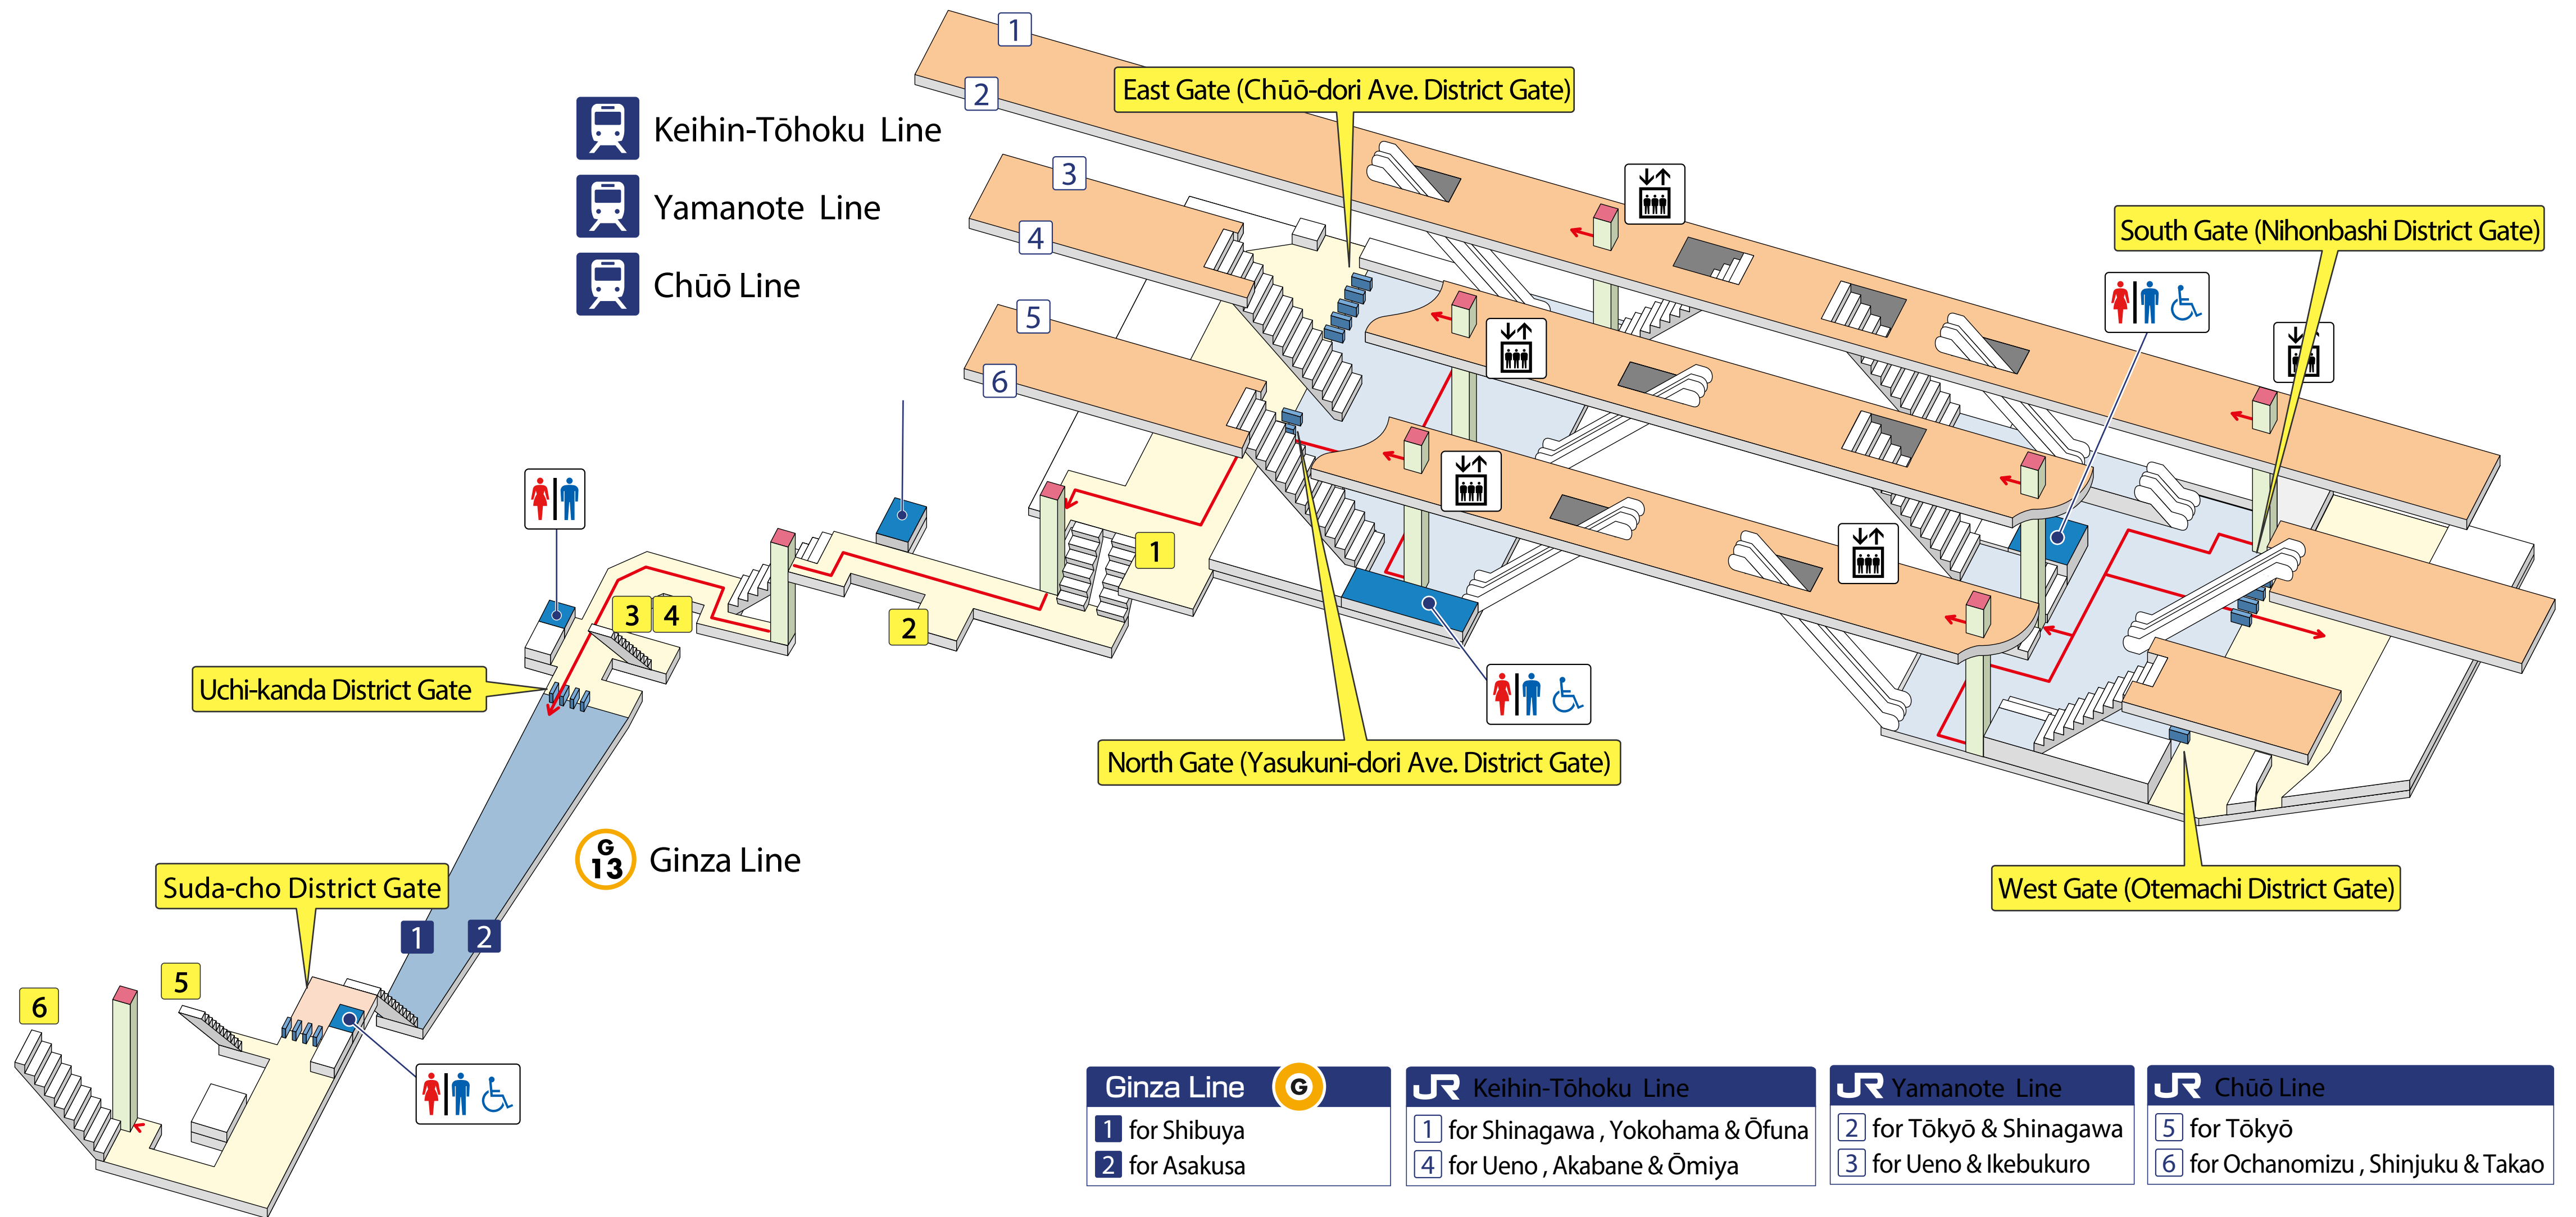 1
2
East Gate (Chūō-dori Ave. District Gate)
Keihin-Tōhoku Line
Yamanote Line
Chūō Line
3
4
5
6
South Gate (Nihonbashi District Gate)
1
2
3 4
Uchi-kanda District Gate
North Gate (Yasukuni-dori Ave. District Gate)
G
13
Ginza Line
Suda-cho District Gate
West Gate (Otemachi District Gate)
1 2
5
6
Ginza Line G
1 for Shibuya
2 for Asakusa
JR Keihin-Tōhoku Line
1 for Shinagawa , Yokohama & Ōfuna
4 for Ueno , Akabane & Ōmiya
JR Yamanote Line
2 for Tōkyō & Shinagawa
3 for Ueno & Ikebukuro
JR Chūō Line
5 for Tōkyō
6 for Ochanomizu , Shinjuku & Takao